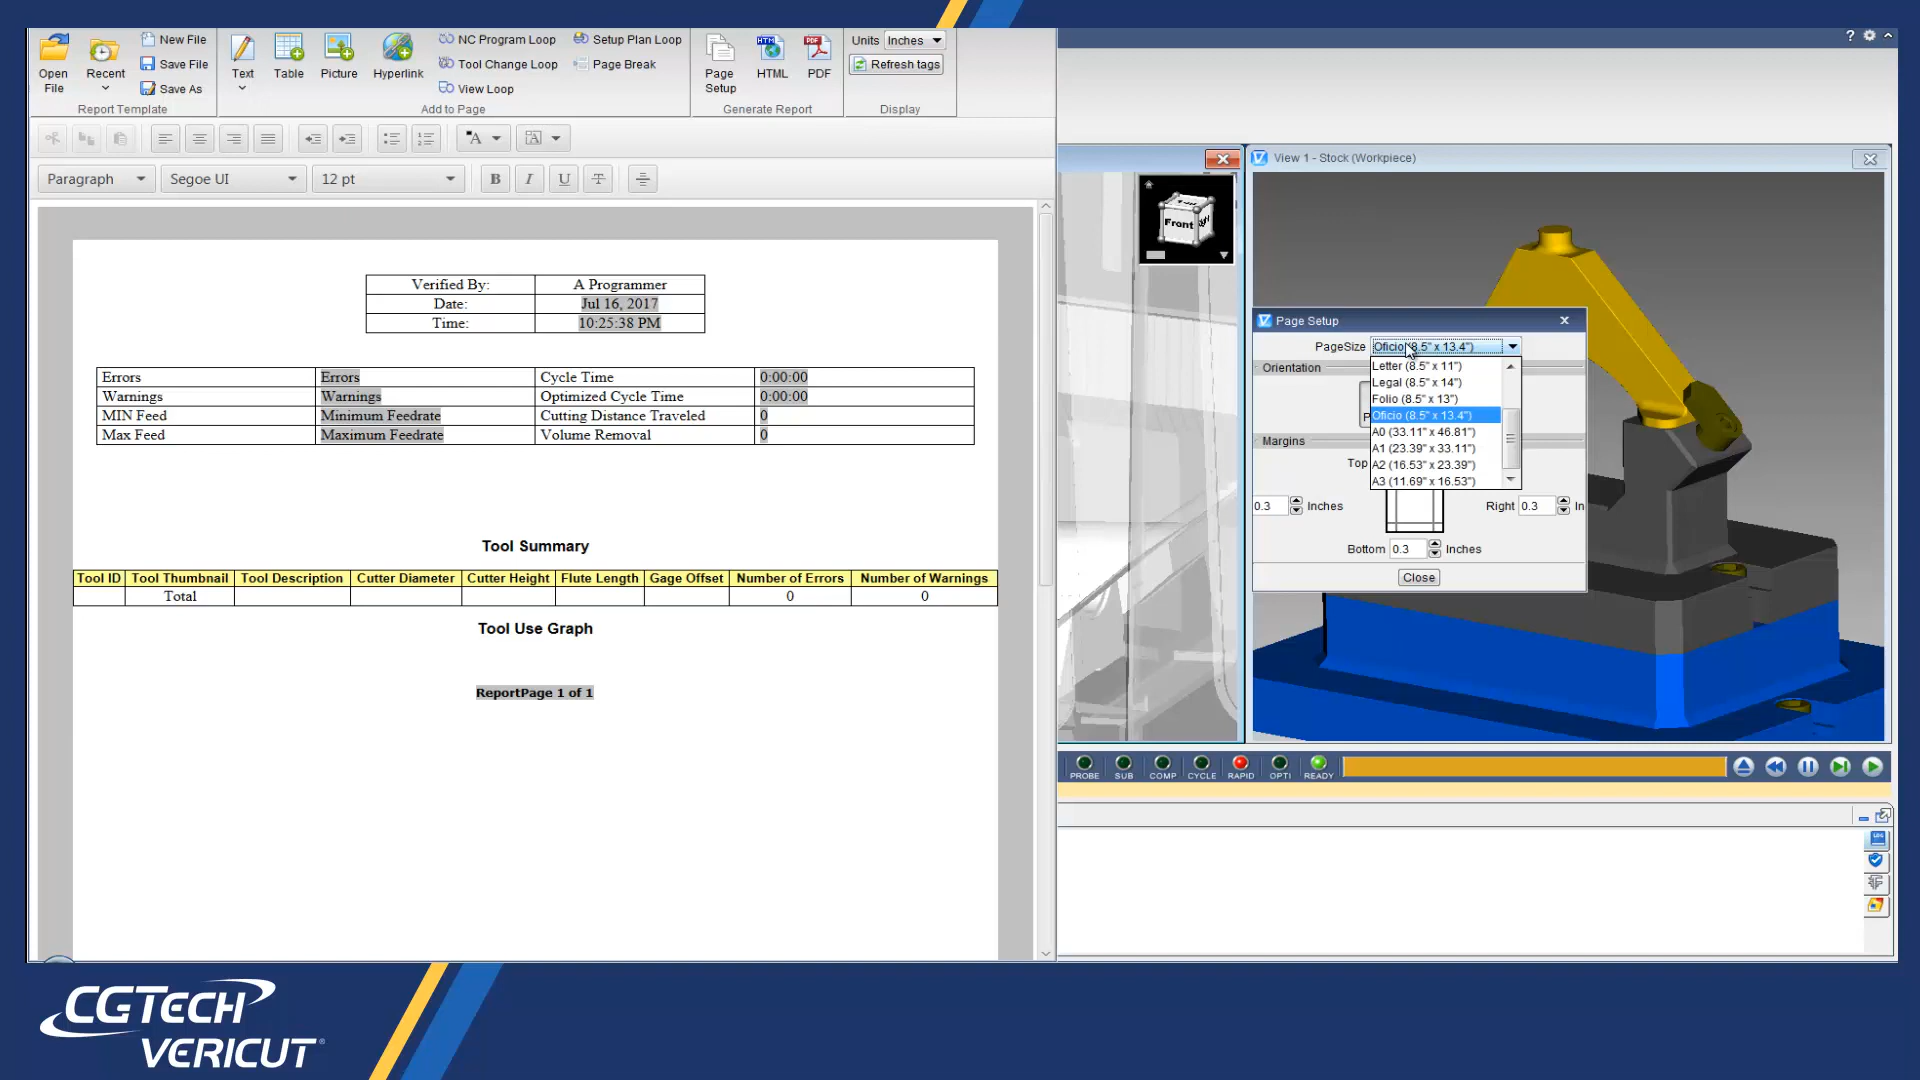 Open File
Recent
New File
Save File
Save As
Report Template
Text
Table
Picture
Hyperlink
NC Program Loop
Tool Change Loop
View Loop
Setup Plan Loop
Page Break
Add to Page
Page Setup
HTML
PDF
Generate Report
Units Inches
Refresh tags
Display
Paragraph
Segoe UI
12 pt
B I U T
Verified By: A Programmer
Date: Jul 16, 2017
Time: 10:25:38 PM
Errors Errors Cycle Time 0:00:00
Warnings Warnings Optimized Cycle Time 0:00:00
MIN Feed Minimum Feedrate Cutting Distance Traveled 0
Max Feed Maximum Feedrate Volume Removal 0
Tool Summary
Tool ID Tool Thumbnail Tool Description Cutter Diameter Cutter Height Flute Length Gage Offset Number of Errors Number of Warnings
Total 0 0
Tool Use Graph
ReportPage 1 of 1
Front
View 1 - Stock (Workpiece)
Page Setup
PageSize Oficio (8.5" x 13.4")
Letter (8.5" x 11")
Legal (8.5" x 14")
Folio (8.5" x 13")
Oficio (8.5" x 13.4")
A0 (33.11" x 46.81")
A1 (23.39" x 33.11")
A2 (16.53" x 23.39")
A3 (11.69" x 16.53")
Orientation
P
Margins
Top
0.3 Inches
Right 0.3 In
Bottom 0.3 Inches
Close
PROBE SUB COMP CYCLE RAPID OPTI READY
CGTECH
VERICUT®